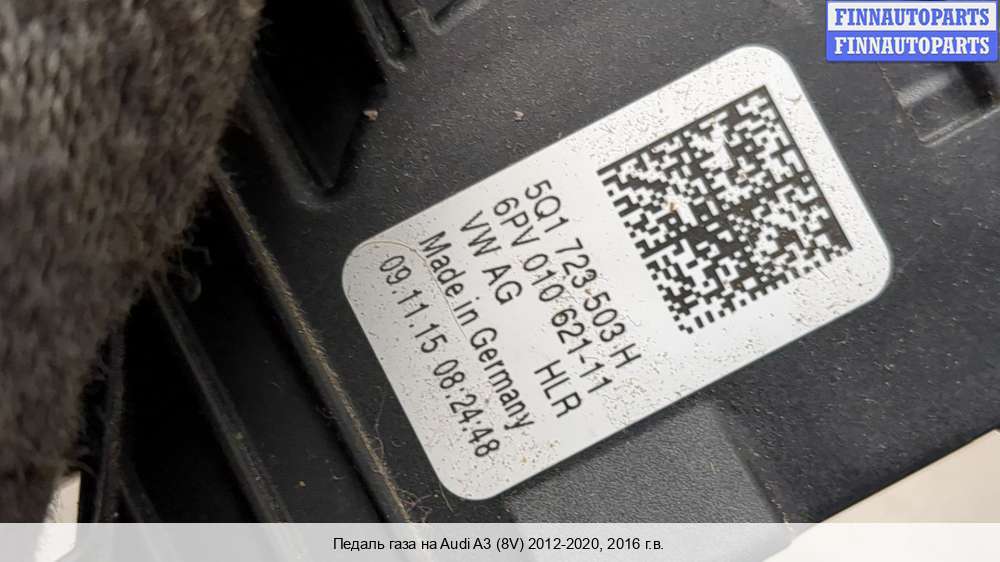 FINNAUTOPARTS
FINNAUTOPARTS
5Q1 723 503 H
6PV 010 621-11
VW AG HLR
Made in Germany
09.11.15 08:24:48
Педаль газа на Audi A3 (8V) 2012-2020, 2016 г.в.